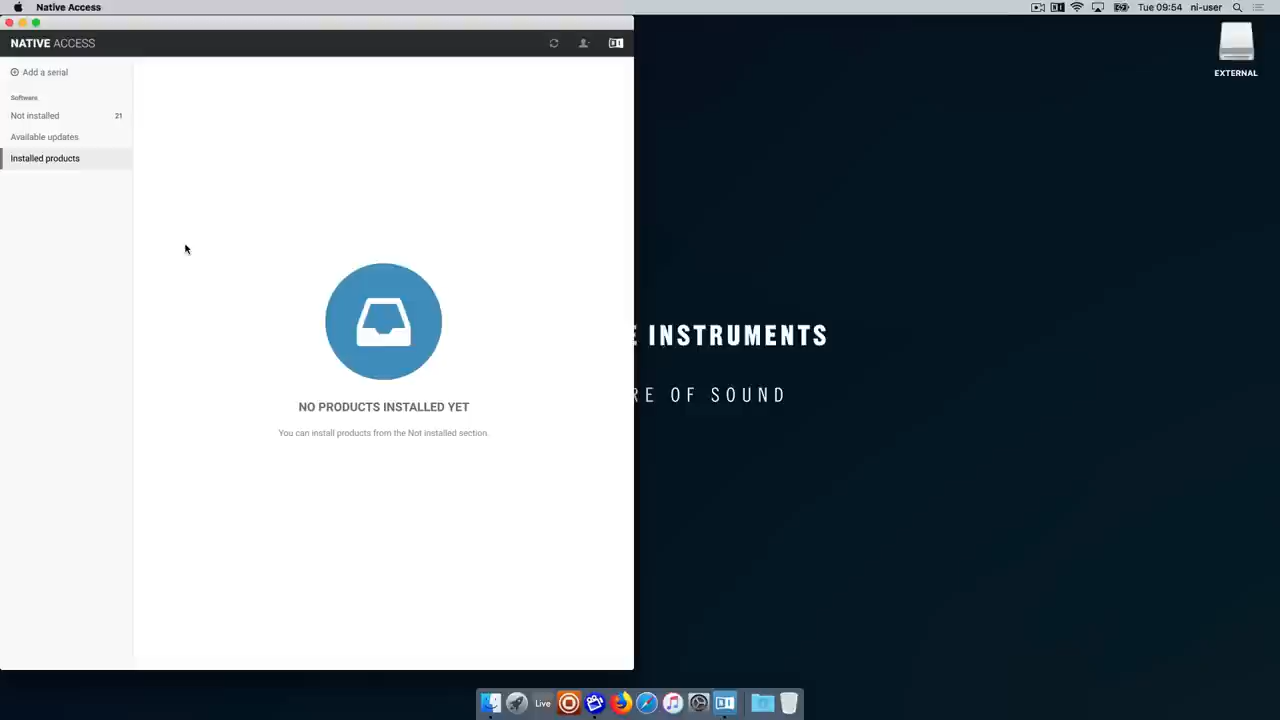 Native Access
Tue 09:54
ni-user
NATIVE ACCESS
EXTERNAL
Add a serial
Software
Not installed
21
Available updates
Installed products
E INSTRUMENTS
RE OF SOUND
NO PRODUCTS INSTALLED YET
You can install products from the Not installed section.
Live